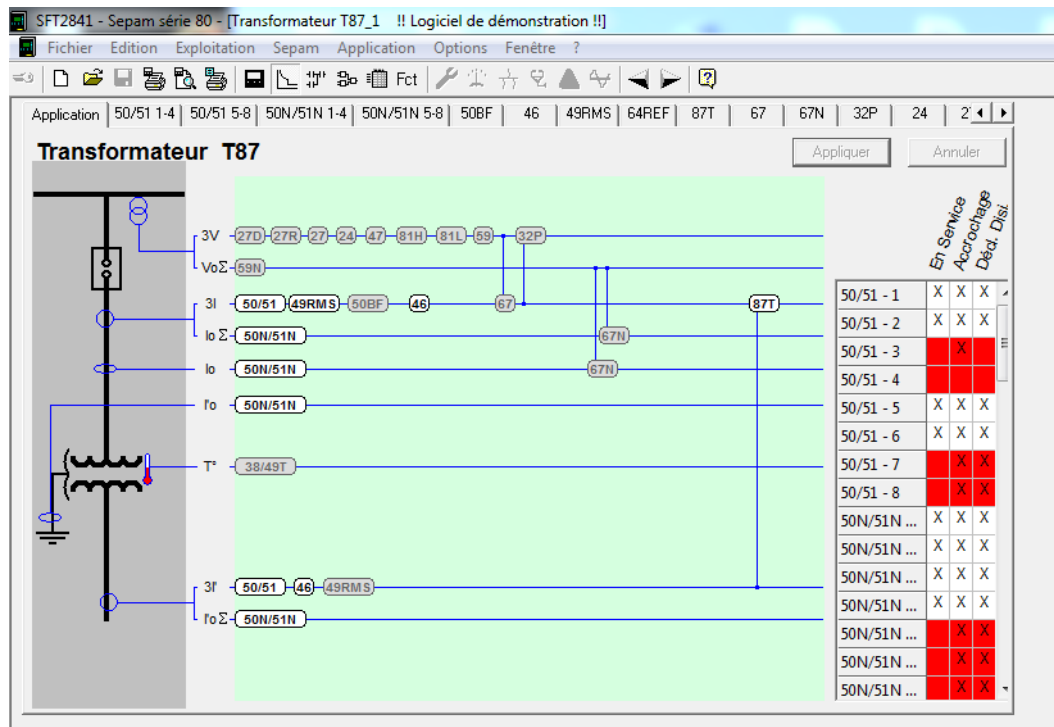 SFT2841 - Sepam série 80 - [Transformateur T87_1 !! Logiciel de démonstration !!]
Fichier Edition Exploitation Sepam Application Options Fenêtre ?
Fct
Application 50/51 1-4 50/51 5-8 50N/51N 1-4 50N/51N 5-8 50BF 46 49RMS 64REF 87T 67 67N 32P 24 2
Transformateur T87
Appliquer Annuler
En Service
Accrochage
Décl. Disj.
3V 27D 27R 27 24 47 81H 81L 59 32P
VoΣ 59N
3I 50/51 49RMS 50BF 46 67 87T
Io Σ 50N/51N 67N
Io 50N/51N 67N
I'o 50N/51N
T° 38/49T
3I' 50/51 46 49RMS
I'o Σ 50N/51N
50/51 - 1 X X X
50/51 - 2 X X X
50/51 - 3 X
50/51 - 4
50/51 - 5 X X X
50/51 - 6 X X X
50/51 - 7 X X
50/51 - 8 X X
50N/51N ... X X X
50N/51N ... X X X
50N/51N ... X X X
50N/51N ... X X X
50N/51N ... X X
50N/51N ... X X
50N/51N ... X X